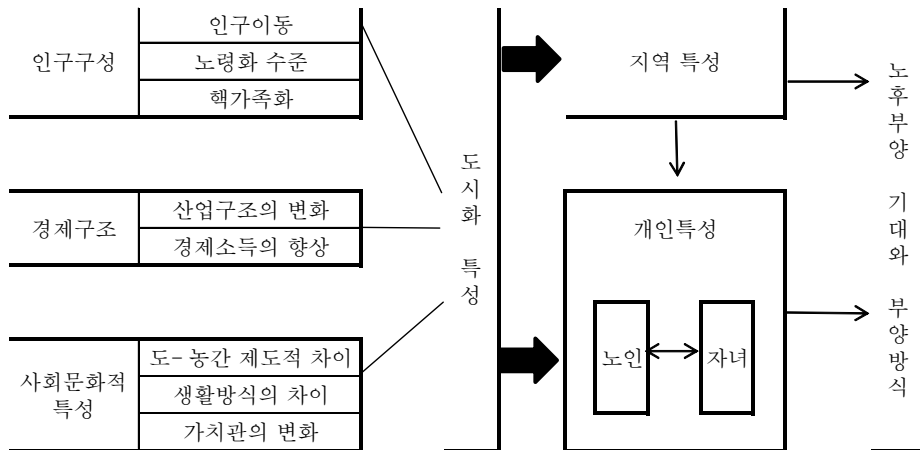 인구구성
인구이동
노령화 수준
핵가족화
경제구조
산업구조의 변화
경제소득의 향상
사회문화적
특성
도-농간 제도적 차이
생활방식의 차이
가치관의 변화
도시화 특성
지역 특성
개인특성
노인
자녀
노후부양 기대와 부양방식